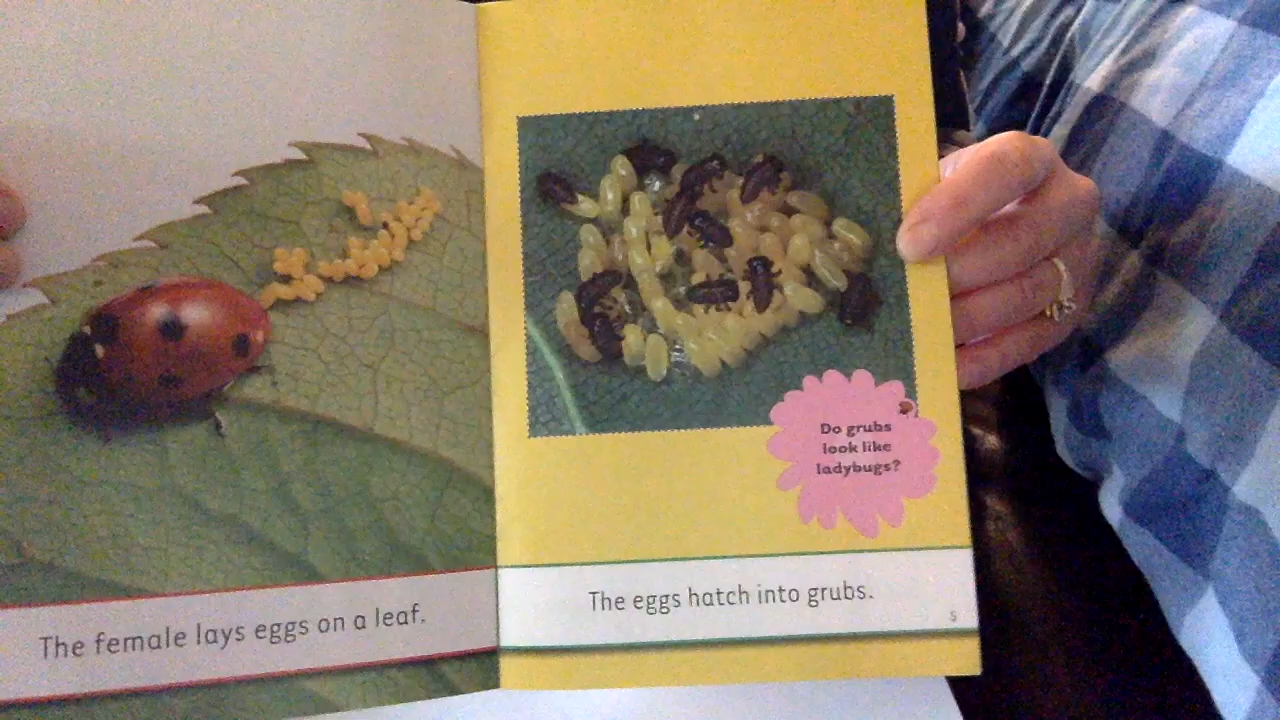 The female lays eggs on a leaf.
Do grubs
look like
ladybugs?
The eggs hatch into grubs.
5